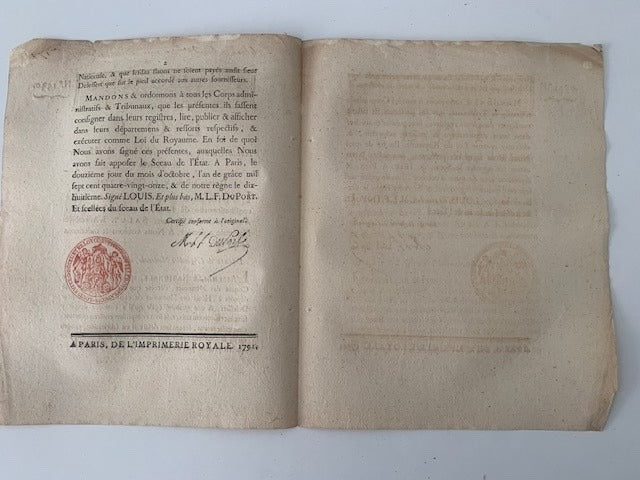 2
Nationale, & que lesdits fusils ne soient payés audit sieur
Delessert que sur le pied accordé aux autres fournisseurs.
MANDONS & ordonnons à tous les Corps admi-
nistratifs & Tribunaux, que les présentes ils fassent
consigner dans leurs registres, lire, publier & afficher
dans leurs départemens & ressorts respectifs, &
exécuter comme Loi du Royaume. En foi de quoi
Nous avons signé ces présentes, auxquelles Nous
avons fait apposer le Sceau de l'État. A Paris, le
douzième jour du mois d'octobre, l'an de grâce mil
sept cent quatre-vingt-onze, & de notre règne le dix-
huitième. Signé LOUIS. Et plus bas, M. L. F. DUPORT.
Et scellées du sceau de l'État.
Certifié conforme à l'original.
A PARIS, DE L'IMPRIMERIE ROYALE. 1791.